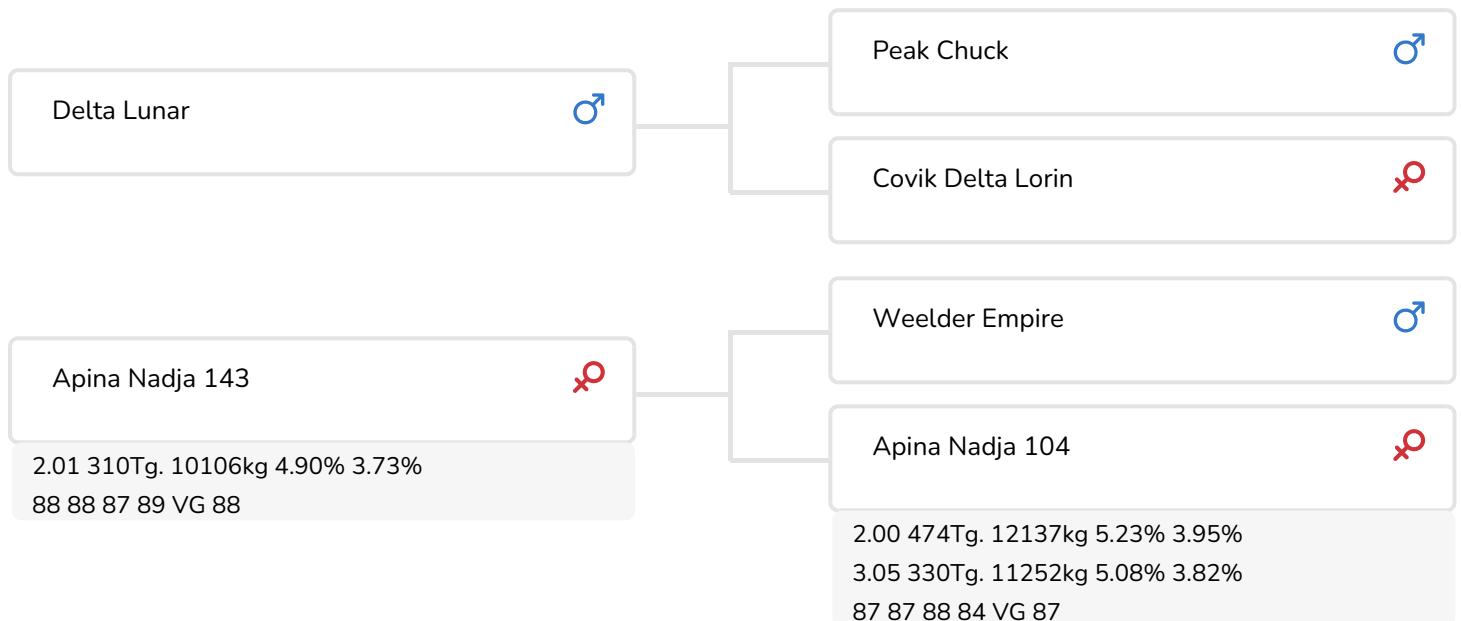 Peak Chuck
Delta Lunar
Covik Delta Lorin
Weelder Empire
Apina Nadja 143
2.01 310Tg. 10106kg 4.90% 3.73%
88 88 87 89 VG 88
Apina Nadja 104
2.00 474Tg. 12137kg 5.23% 3.95%
3.05 330Tg. 11252kg 5.08% 3.82%
87 87 88 84 VG 87